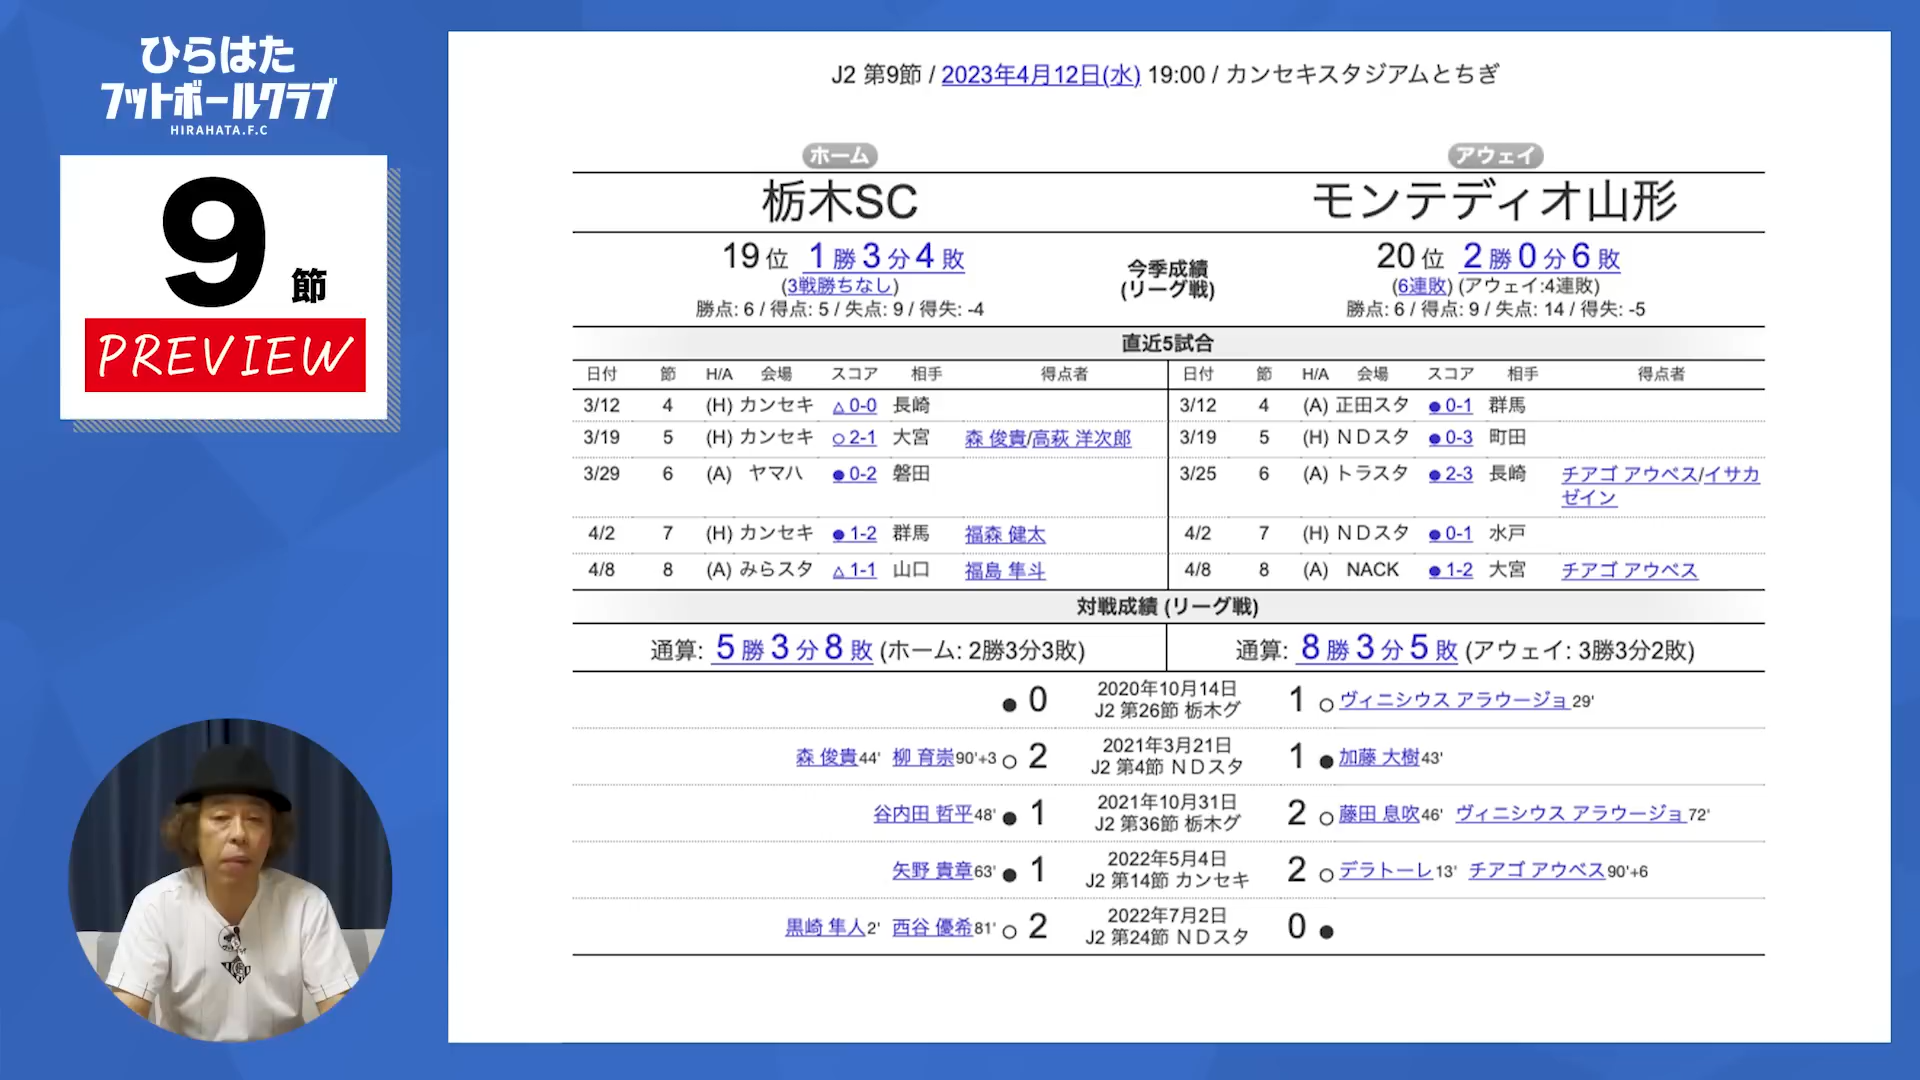 ひらはた
フットボールクラブ
HIRAHATA.F.C
9節
PREVIEW
J2 第9節 / 2023年4月12日(水) 19:00 / カンセキスタジアムとちぎ
ホーム アウェイ
栃木SC モンテディオ山形
19位 1勝3分4敗 今季成績 (リーグ戦) 20位 2勝0分6敗
(3戦勝ちなし) (6連敗) (アウェイ:4連敗)
勝点: 6 / 得点: 5 / 失点: 9 / 得失: -4 勝点: 6 / 得点: 9 / 失点: 14 / 得失: -5
直近5試合
日付 節 H/A 会場 スコア 相手 得点者 日付 節 H/A 会場 スコア 相手 得点者
3/12 4 (H) カンセキ △ 0-0 長崎 3/12 4 (A) 正田スタ ● 0-1 群馬
3/19 5 (H) カンセキ ○ 2-1 大宮 森 俊貴/高萩 洋次郎 3/19 5 (H) NDスタ ● 0-3 町田
3/29 6 (A) ヤマハ ● 0-2 磐田 3/25 6 (A) トラスタ ● 2-3 長崎 チアゴ アウベス/イサカ
ゼイン
4/2 7 (H) カンセキ ● 1-2 群馬 福森 健太 4/2 7 (H) NDスタ ● 0-1 水戸
4/8 8 (A) みらスタ △ 1-1 山口 福島 隼斗 4/8 8 (A) NACK ● 1-2 大宮 チアゴ アウベス
対戦成績 (リーグ戦)
通算: 5勝3分8敗 (ホーム: 2勝3分3敗) 通算: 8勝3分5敗 (アウェイ: 3勝3分2敗)
● 0 2020年10月14日 J2 第26節 栃木グ 1 ○ ヴィニシウス アラウージョ 29'
森 俊貴44' 柳 育崇90'+3 ○ 2 2021年3月21日 J2 第4節 NDスタ 1 ● 加藤 大樹43'
谷内田 哲平48' ● 1 2021年10月31日 J2 第36節 栃木グ 2 ○ 藤田 息吹46' ヴィニシウス アラウージョ 72'
矢野 貴章63' ● 1 2022年5月4日 J2 第14節 カンセキ 2 ○ デラトーレ13' チアゴ アウベス90'+6
黒崎 隼人2' 西谷 優希81' ○ 2 2022年7月2日 J2 第24節 NDスタ 0 ●